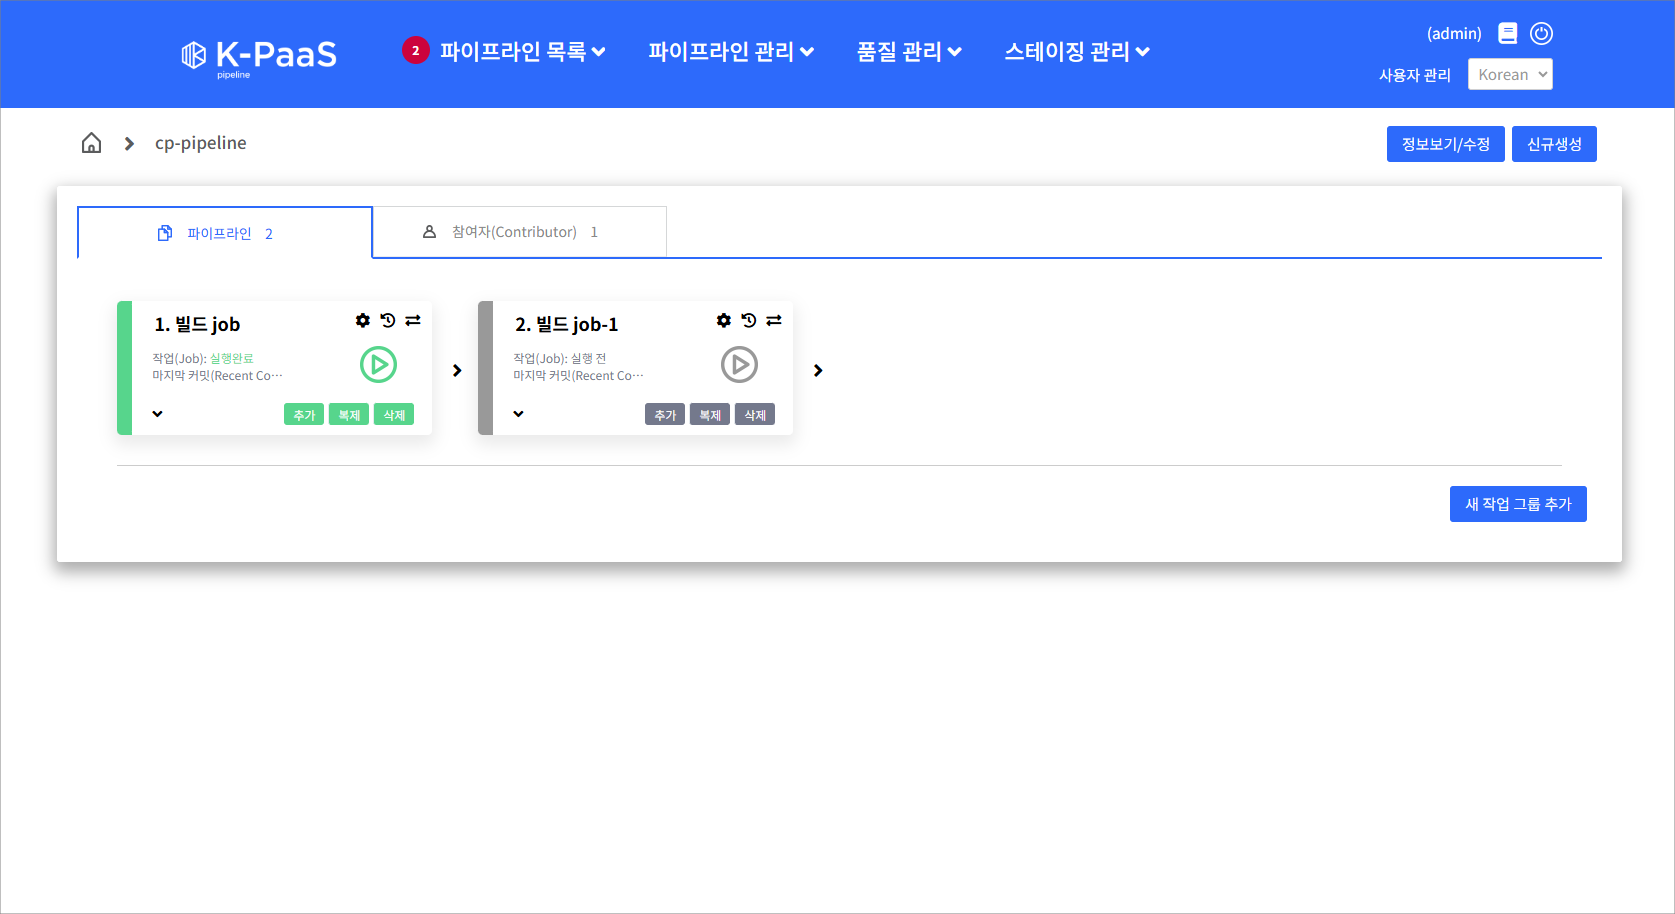 K-PaaS
pipeline
2 파이프라인 목록 파이프라인 관리 품질 관리 스테이징 관리
(admin)
사용자 관리 Korean
cp-pipeline
정보보기/수정 신규생성
파이프라인 2 참여자(Contributor) 1
1. 빌드 job
작업(Job): 실행완료
마지막 커밋(Recent Co…
추가 복제 삭제
2. 빌드 job-1
작업(Job): 실행 전
마지막 커밋(Recent Co…
추가 복제 삭제
새 작업 그룹 추가